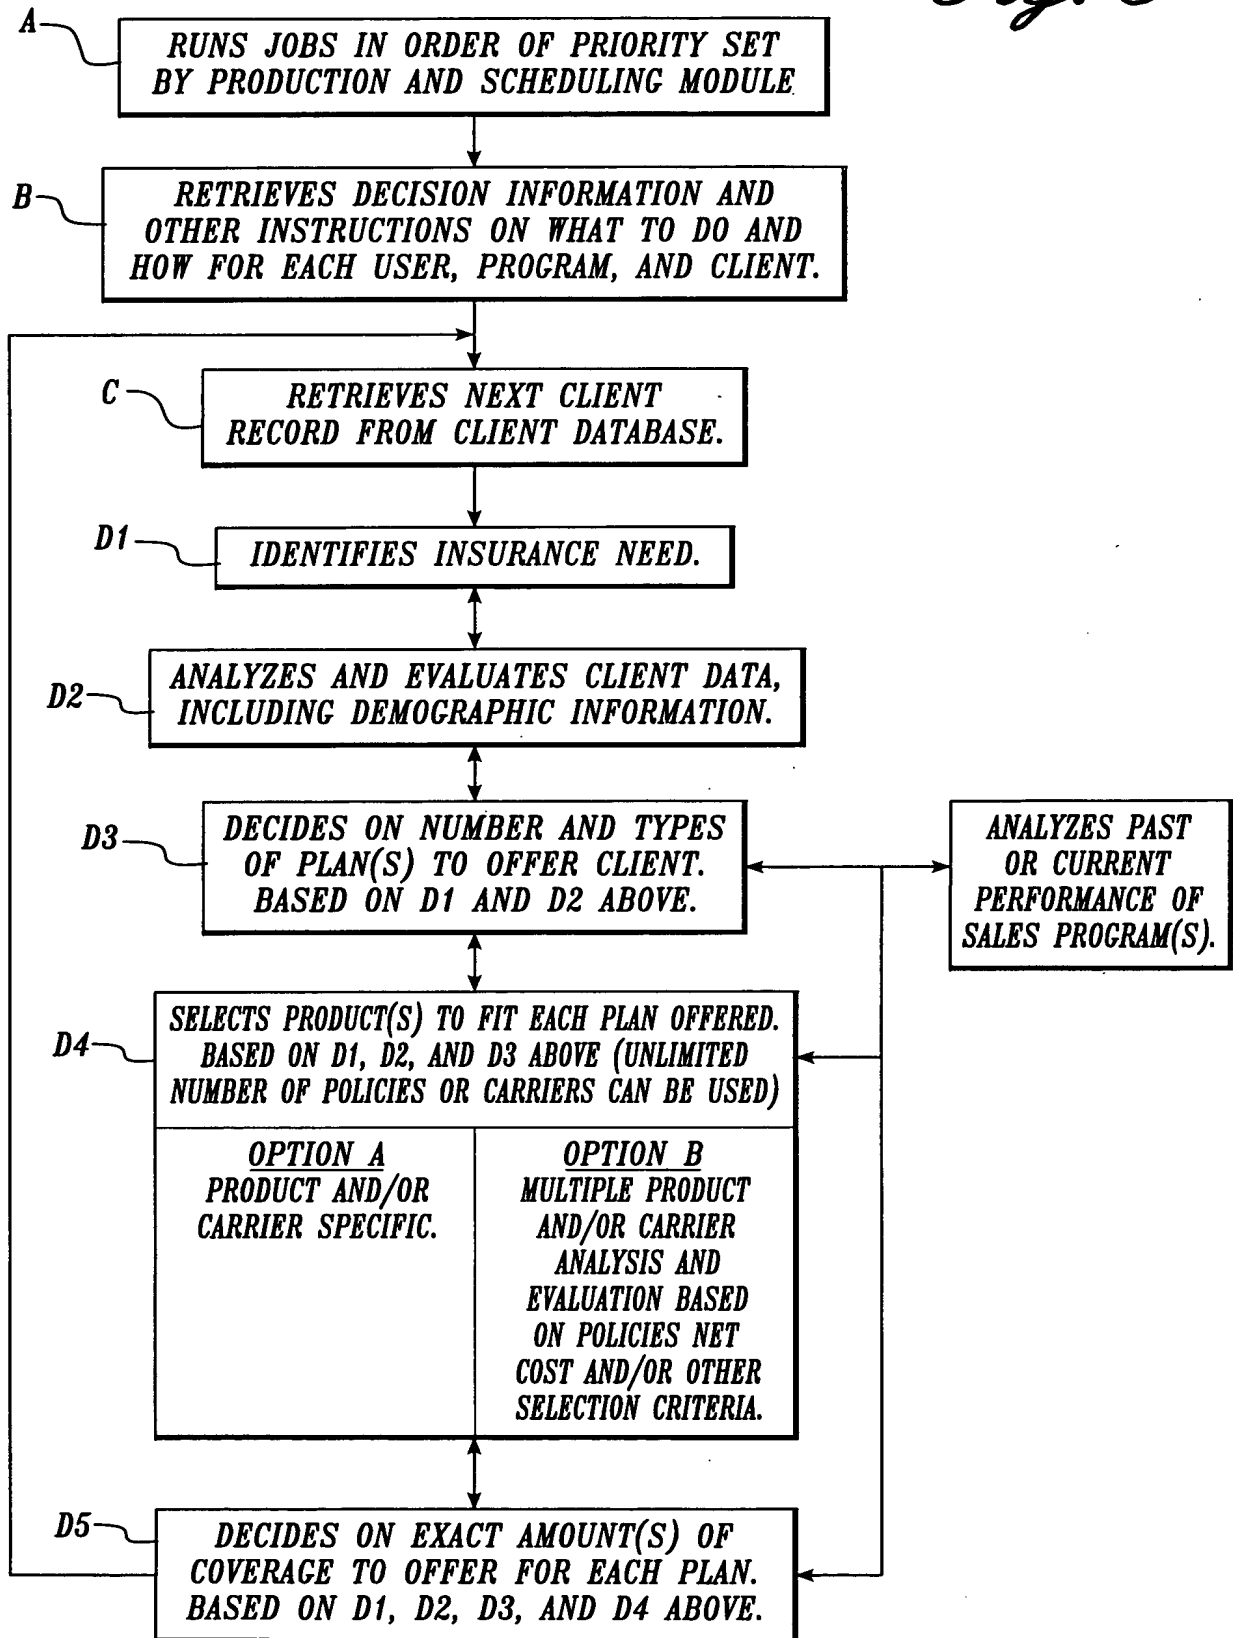 A
RUNS JOBS IN ORDER OF PRIORITY SET
BY PRODUCTION AND SCHEDULING MODULE
B
RETRIEVES DECISION INFORMATION AND
OTHER INSTRUCTIONS ON WHAT TO DO AND
HOW FOR EACH USER, PROGRAM, AND CLIENT.
C
RETRIEVES NEXT CLIENT
RECORD FROM CLIENT DATABASE.
D1
IDENTIFIES INSURANCE NEED.
D2
ANALYZES AND EVALUATES CLIENT DATA,
INCLUDING DEMOGRAPHIC INFORMATION.
D3
DECIDES ON NUMBER AND TYPES
OF PLAN(S) TO OFFER CLIENT.
BASED ON D1 AND D2 ABOVE.
ANALYZES PAST
OR CURRENT
PERFORMANCE OF
SALES PROGRAM(S).
D4
SELECTS PRODUCT(S) TO FIT EACH PLAN OFFERED.
BASED ON D1, D2, AND D3 ABOVE (UNLIMITED
NUMBER OF POLICIES OR CARRIERS CAN BE USED)
OPTION A
PRODUCT AND/OR
CARRIER SPECIFIC.
OPTION B
MULTIPLE PRODUCT
AND/OR CARRIER
ANALYSIS AND
EVALUATION BASED
ON POLICIES NET
COST AND/OR OTHER
SELECTION CRITERIA.
D5
DECIDES ON EXACT AMOUNT(S) OF
COVERAGE TO OFFER FOR EACH PLAN.
BASED ON D1, D2, D3, AND D4 ABOVE.